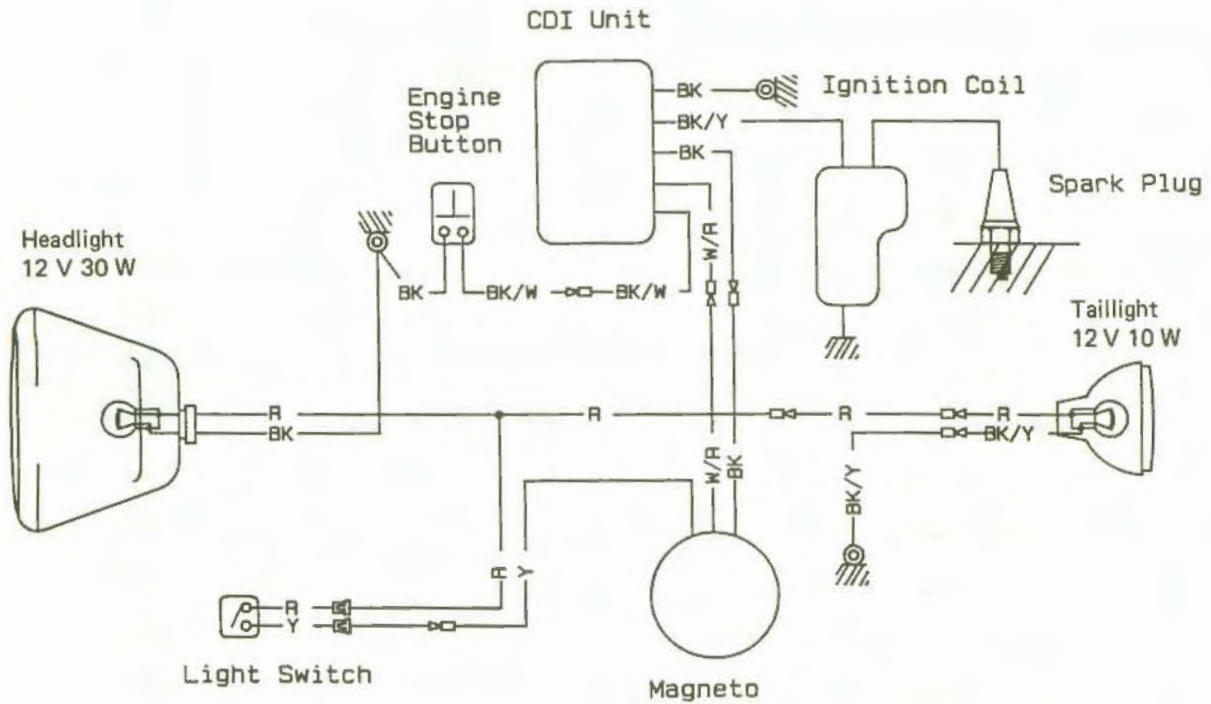 CDI Unit
Engine
Stop
Button
BK
BK/Y
BK
Ignition Coil
Spark Plug
Headlight
12 V 30 W
W/R
BK
BK/W
BK/W
Taillight
12 V 10 W
R
R
R
R
BK
BK/Y
W/R
BK
BK/Y
R
Y
R
Y
Light Switch
Magneto